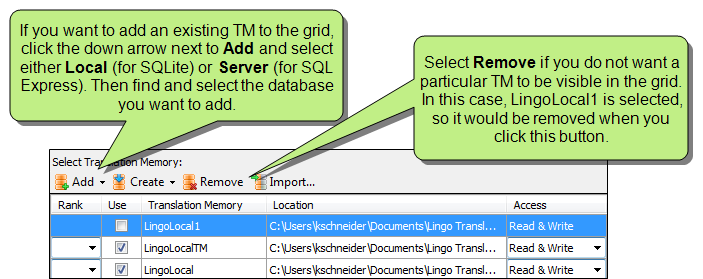 If you want to add an existing TM to the grid,
click the down arrow next to Add and select
either Local (for SQLite) or Server (for SQL
Express). Then find and select the database
you want to add.
Select Remove if you do not want a
particular TM to be visible in the grid.
In this case, LingoLocal1 is selected,
so it would be removed when you
click this button.
Select Translation Memory:
Add Create Remove Import...
Rank Use Translation Memory Location Access
LingoLocal1 C:\Users\kschneider\Documents\Lingo Transl... Read & Write
LingoLocalTM C:\Users\kschneider\Documents\Lingo Transl... Read & Write
LingoLocal C:\Users\kschneider\Documents\Lingo Transl... Read & Write